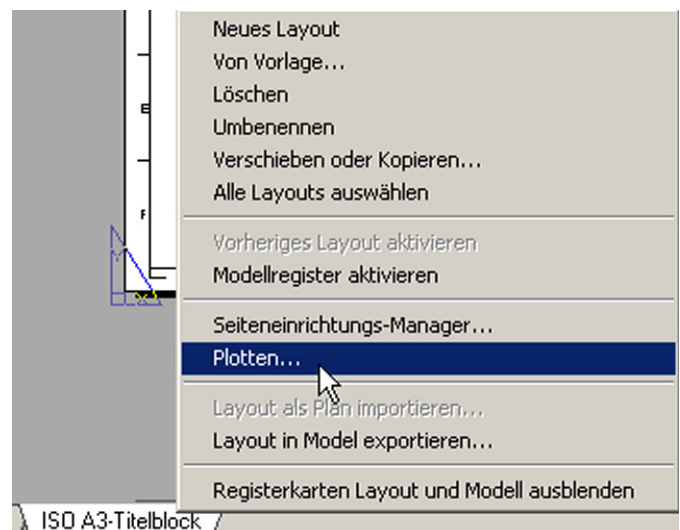 Neues Layout
Von Vorlage...
Löschen
Umbenennen
Verschieben oder Kopieren...
Alle Layouts auswählen
Vorheriges Layout aktivieren
Modellregister aktivieren
Seiteneinrichtungs-Manager...
Plotten...
Layout als Plan importieren...
Layout in Model exportieren...
Registerkarten Layout und Modell ausblenden
E
F
ISO A3-Titelblock